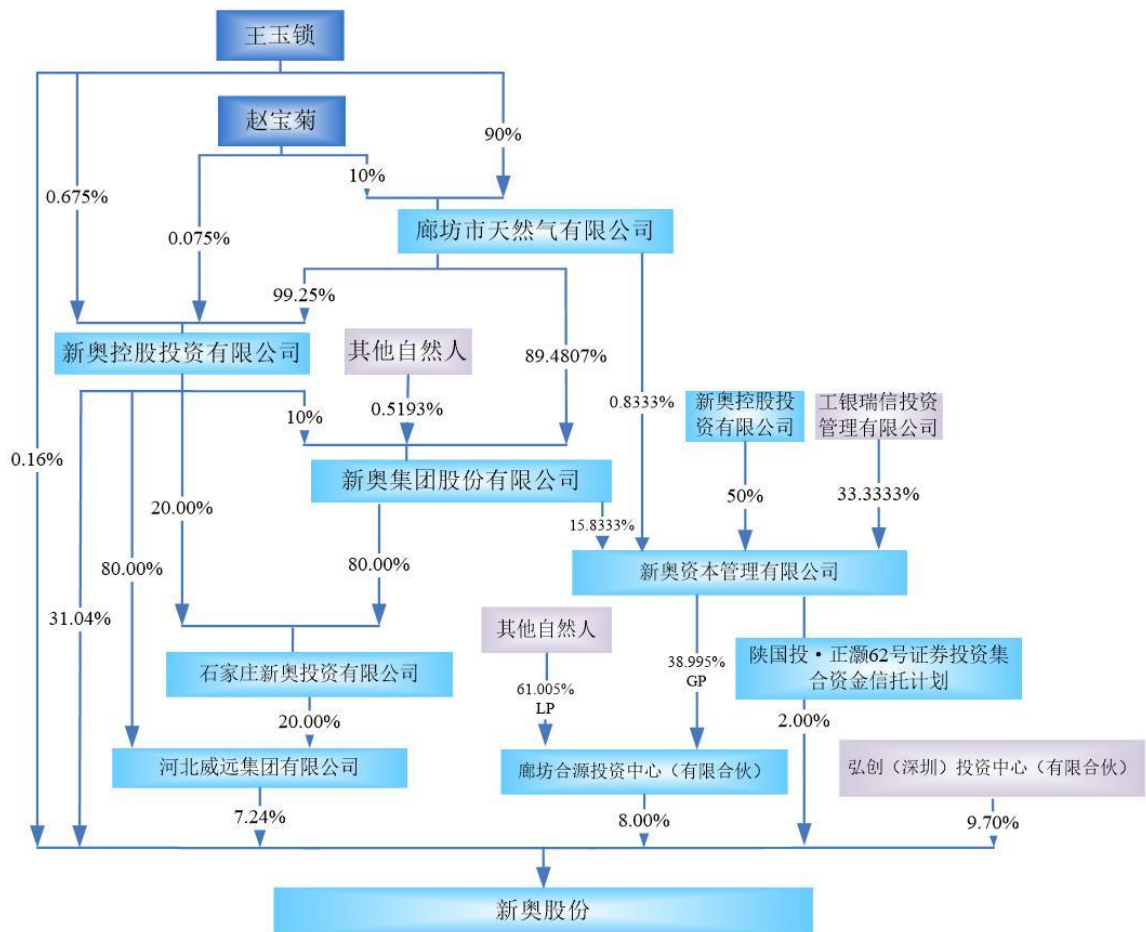 王玉锁
赵宝菊
90%
10%
0.675%
0.075%
廊坊市天然气有限公司
99.25%
新奥控股投资有限公司
其他自然人
89.4807%
0.8333%
新奥控股投
资有限公司
工银瑞信投资
管理有限公司
10%
0.5193%
0.16%
新奥集团股份有限公司
20.00%
50%
33.3333%
15.8333%
80.00%
80.00%
新奥资本管理有限公司
31.04%
其他自然人
38.995%
GP
陕国投·正灏62号证券投资集
合资金信托计划
石家庄新奥投资有限公司
61.005%
LP
20.00%
2.00%
河北威远集团有限公司
廊坊合源投资中心（有限合伙）
弘创（深圳）投资中心（有限合伙）
7.24%
8.00%
9.70%
新奥股份